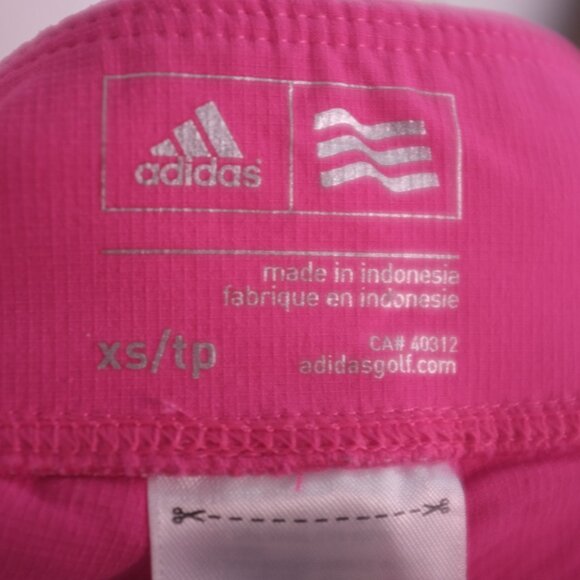 adidas
made in indonesia
fabrique en indonesie
xs/tp
CA# 40312
adidasgolf.com